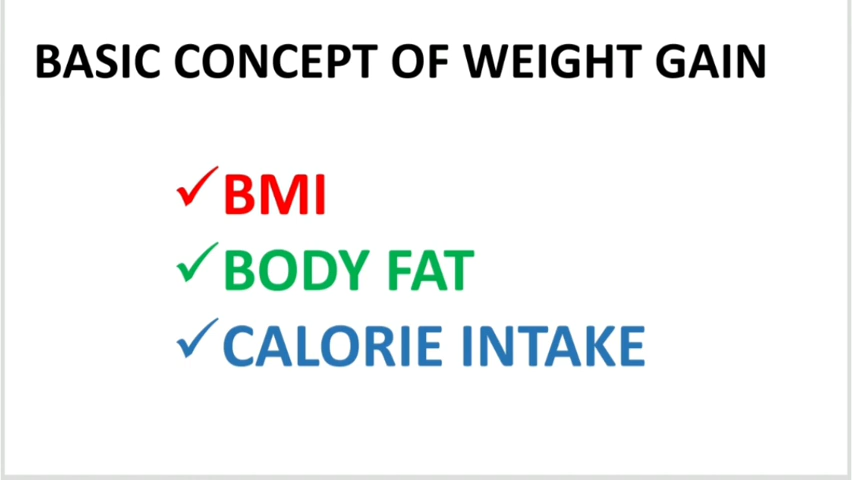 BASIC CONCEPT OF WEIGHT GAIN
✓BMI
✓BODY FAT
✓CALORIE INTAKE